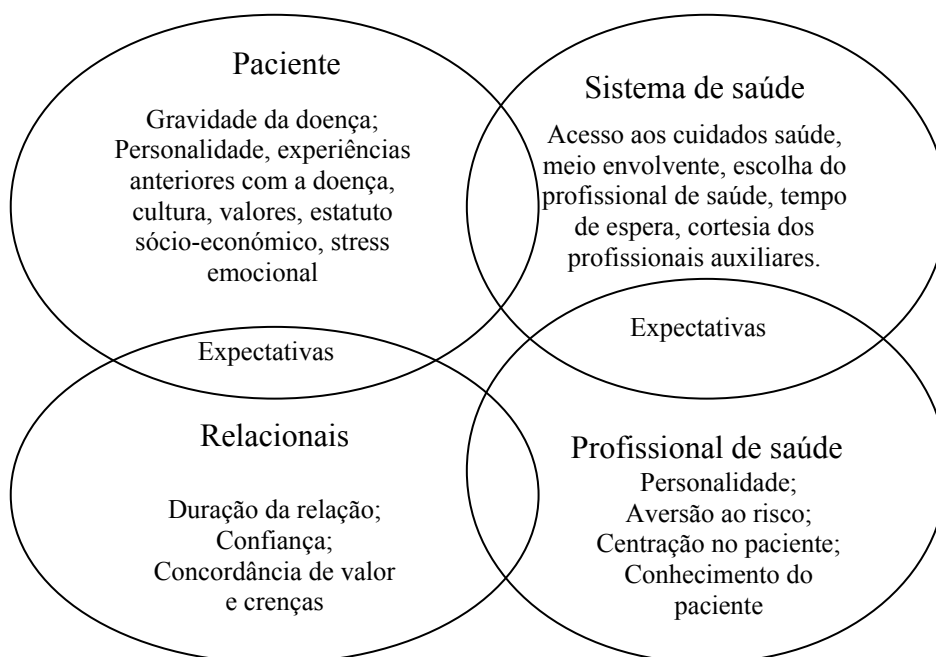 Paciente
Gravidade da doença;
Personalidade, experiências
anteriores com a doença,
cultura, valores, estatuto
sócio-económico, stress
emocional
Sistema de saúde
Acesso aos cuidados saúde,
meio envolvente, escolha do
profissional de saúde, tempo
de espera, cortesia dos
profissionais auxiliares.
Expectativas
Expectativas
Relacionais
Duração da relação;
Confiança;
Concordância de valor
e crenças
Profissional de saúde
Personalidade;
Aversão ao risco;
Centração no paciente;
Conhecimento do
paciente